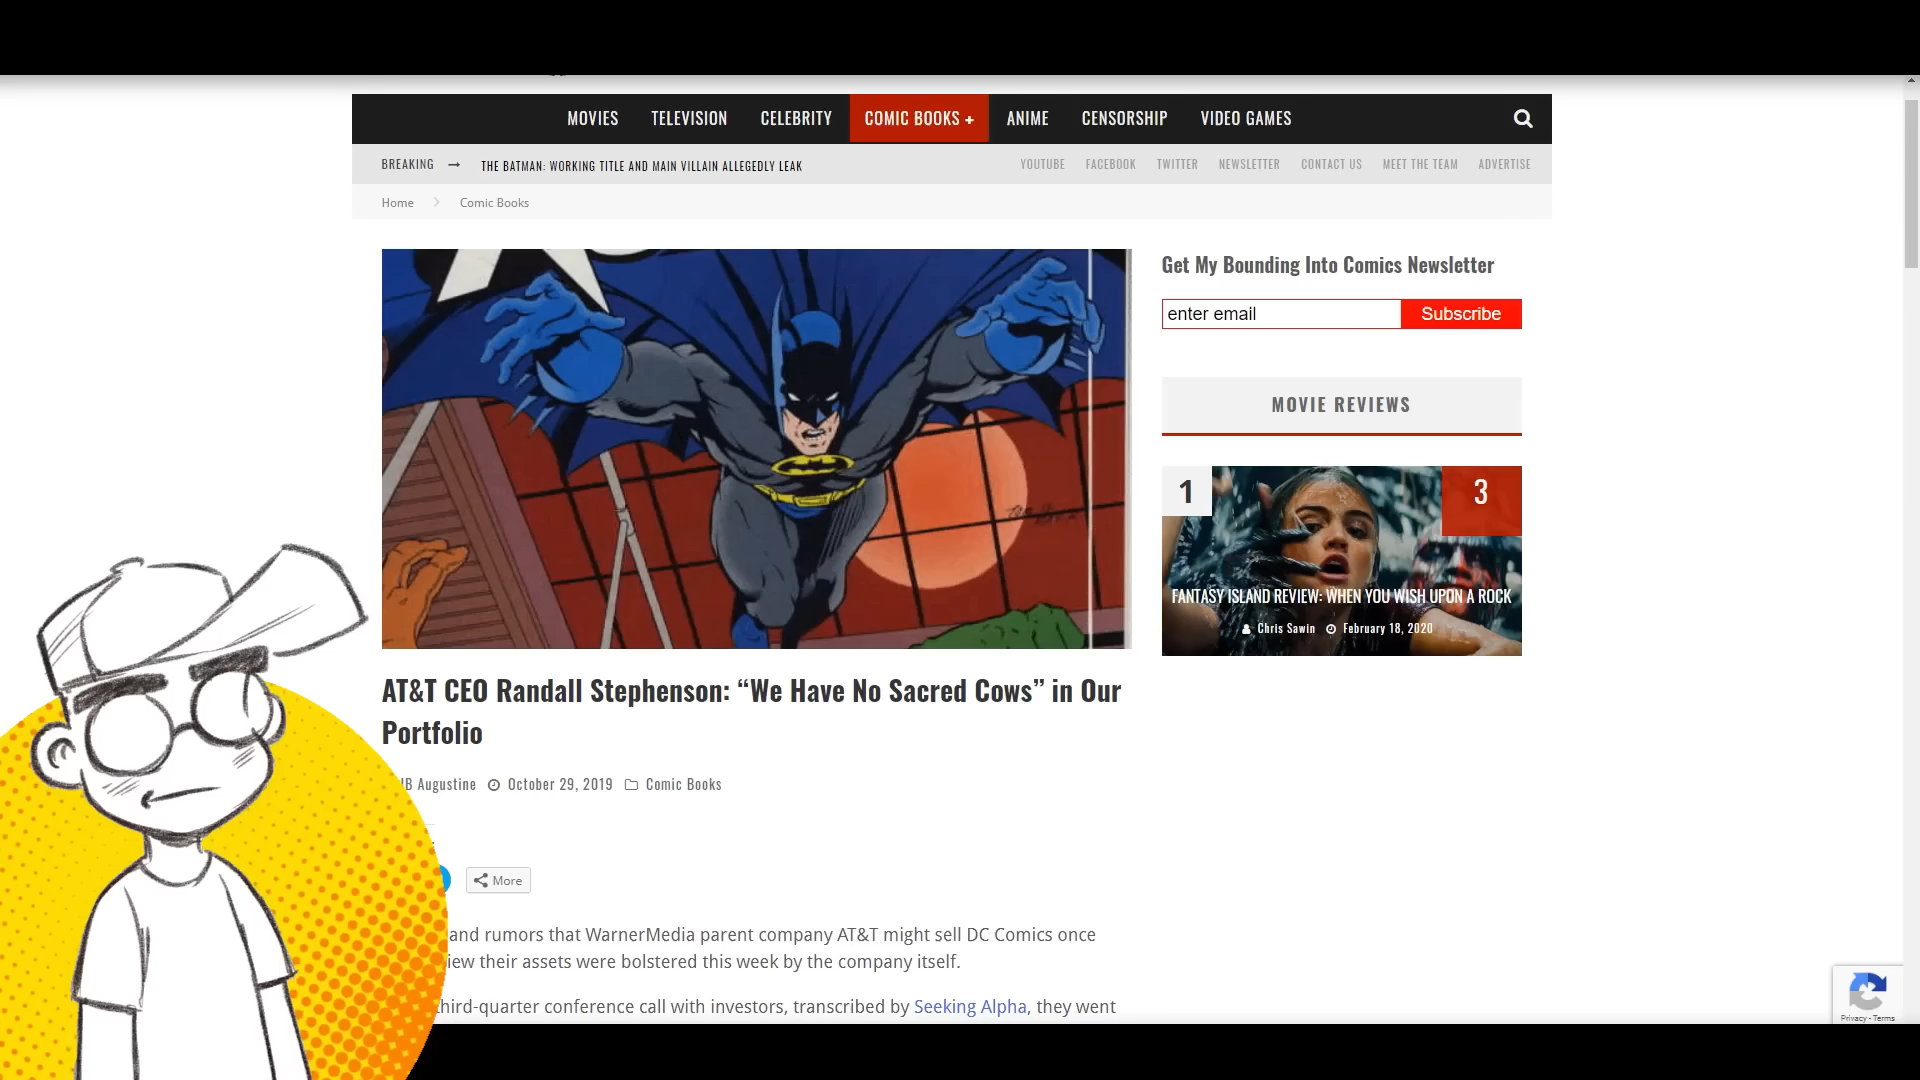 MOVIES TELEVISION CELEBRITY COMIC BOOKS + ANIME CENSORSHIP VIDEO GAMES
BREAKING → THE BATMAN: WORKING TITLE AND MAIN VILLAIN ALLEGEDLY LEAK
YOUTUBE FACEBOOK TWITTER NEWSLETTER CONTACT US MEET THE TEAM ADVERTISE
Home > Comic Books
Get My Bounding Into Comics Newsletter
enter email Subscribe
MOVIE REVIEWS
1 3
FANTASY ISLAND REVIEW: WHEN YOU WISH UPON A ROCK
Chris Sawin February 18, 2020
AT&T CEO Randall Stephenson: “We Have No Sacred Cows” in Our
Portfolio
Augustine October 29, 2019 Comic Books
More
and rumors that WarnerMedia parent company AT&T might sell DC Comics once
their assets were bolstered this week by the company itself.
third-quarter conference call with investors, transcribed by Seeking Alpha, they went
Privacy - Terms